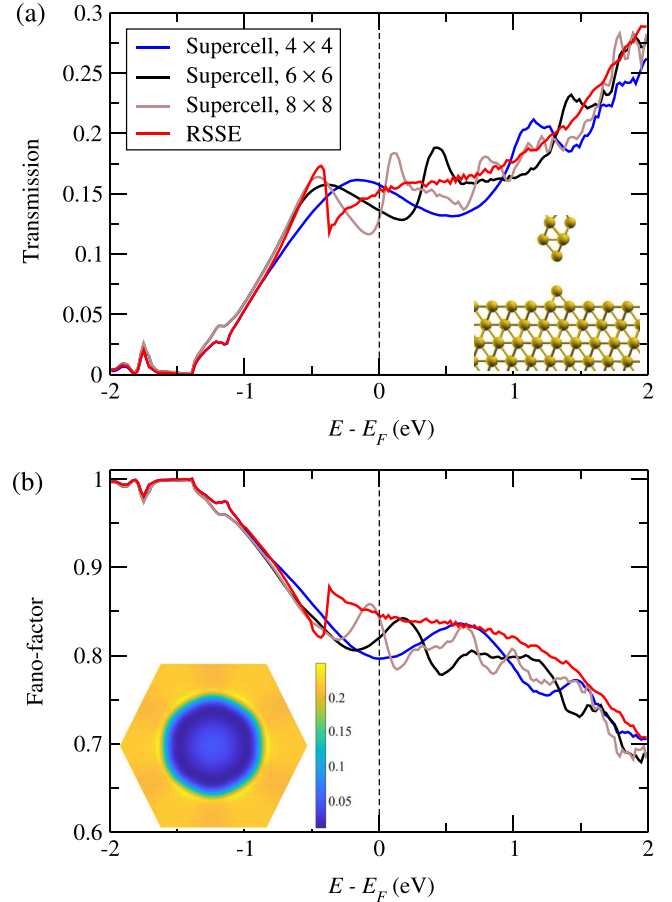 (a)
0.3
0.25
0.2
0.15
0.1
0.05
0
Transmission
Supercell, 4 × 4
Supercell, 6 × 6
Supercell, 8 × 8
RSSE
-2
-1
0
1
2
E - E_F (eV)
(b)
1
0.9
0.8
0.7
0.6
Fano-factor
0.2
0.15
0.1
0.05
-2
-1
0
1
2
E - E_F (eV)